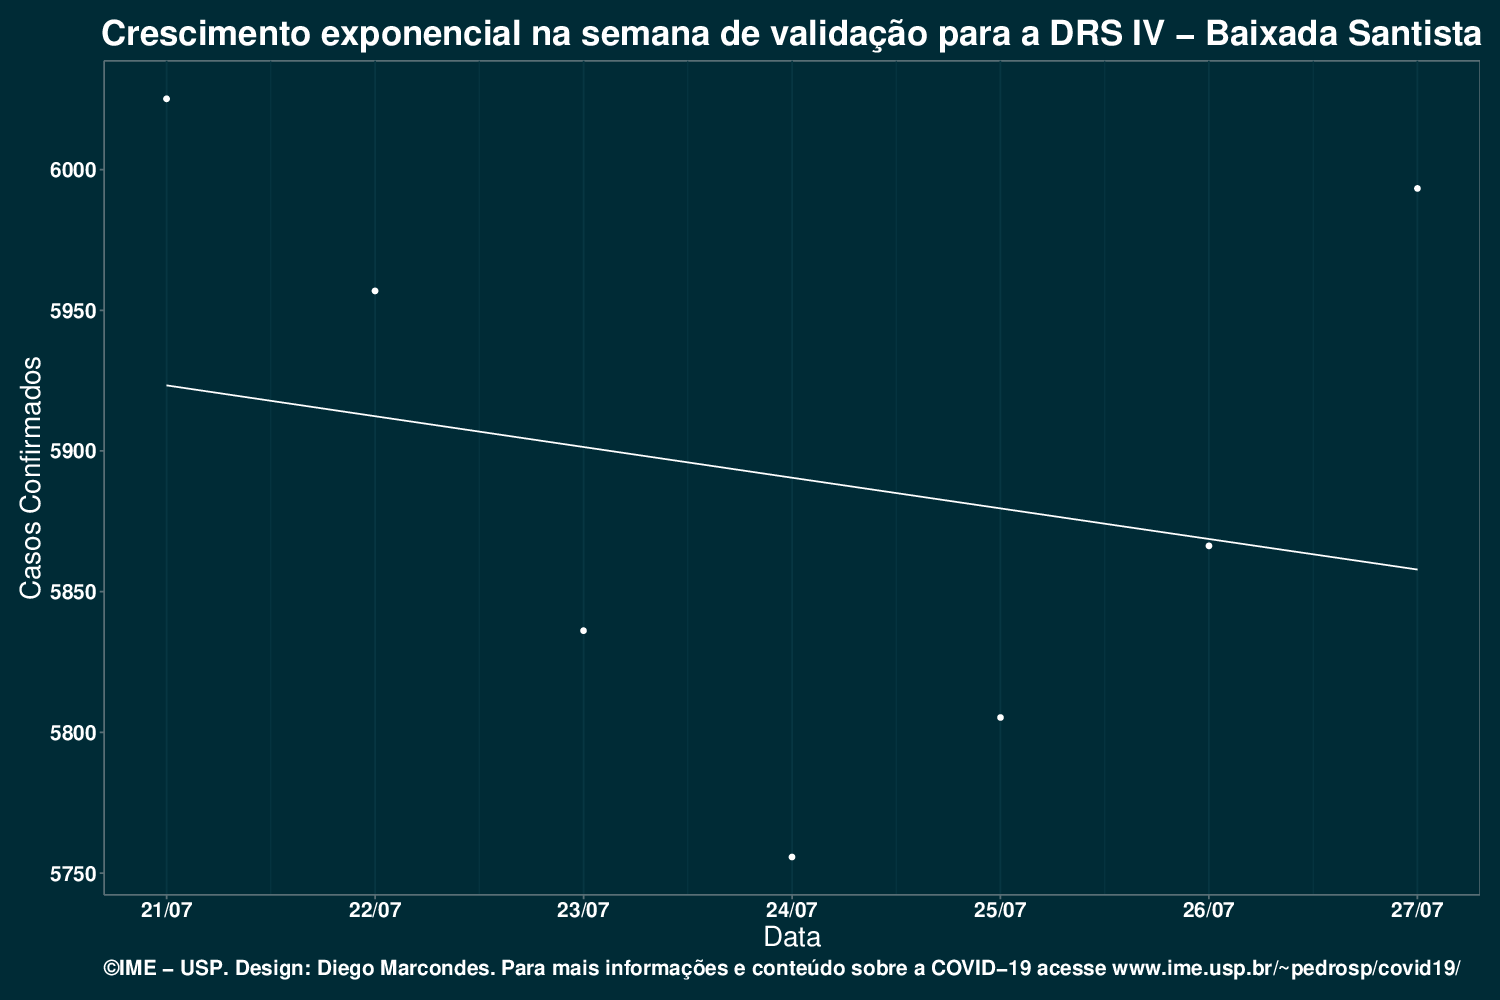 Crescimento exponencial na semana de validação para a DRS IV − Baixada Santista
Casos Confirmados
6000
5950
5900
5850
5800
5750
21/07 22/07 23/07 24/07 25/07 26/07 27/07
Data
©IME − USP. Design: Diego Marcondes. Para mais informações e conteúdo sobre a COVID−19 acesse www.ime.usp.br/~pedrosp/covid19/